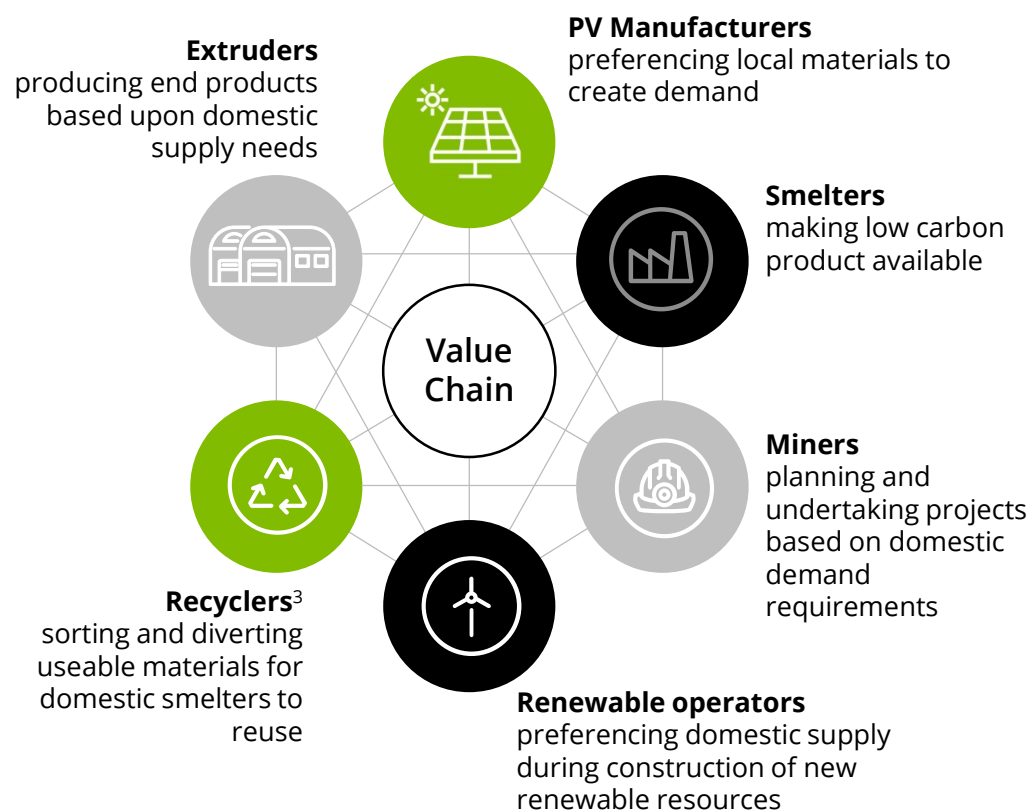 Extruders
producing end products
based upon domestic
supply needs
PV Manufacturers
preferencing local materials to
create demand
Smelters
making low carbon
product available
Value
Chain
Miners
planning and
undertaking projects
based on domestic
demand
requirements
Recyclers³
sorting and diverting
useable materials for
domestic smelters to
reuse
Renewable operators
preferencing domestic supply
during construction of new
renewable resources